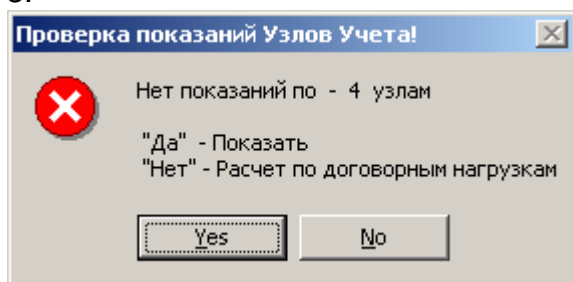 Проверка показаний Узлов Учета!
Нет показаний по - 4 узлам
"Да" - Показать
"Нет" - Расчет по договорным нагрузкам
Yes
No